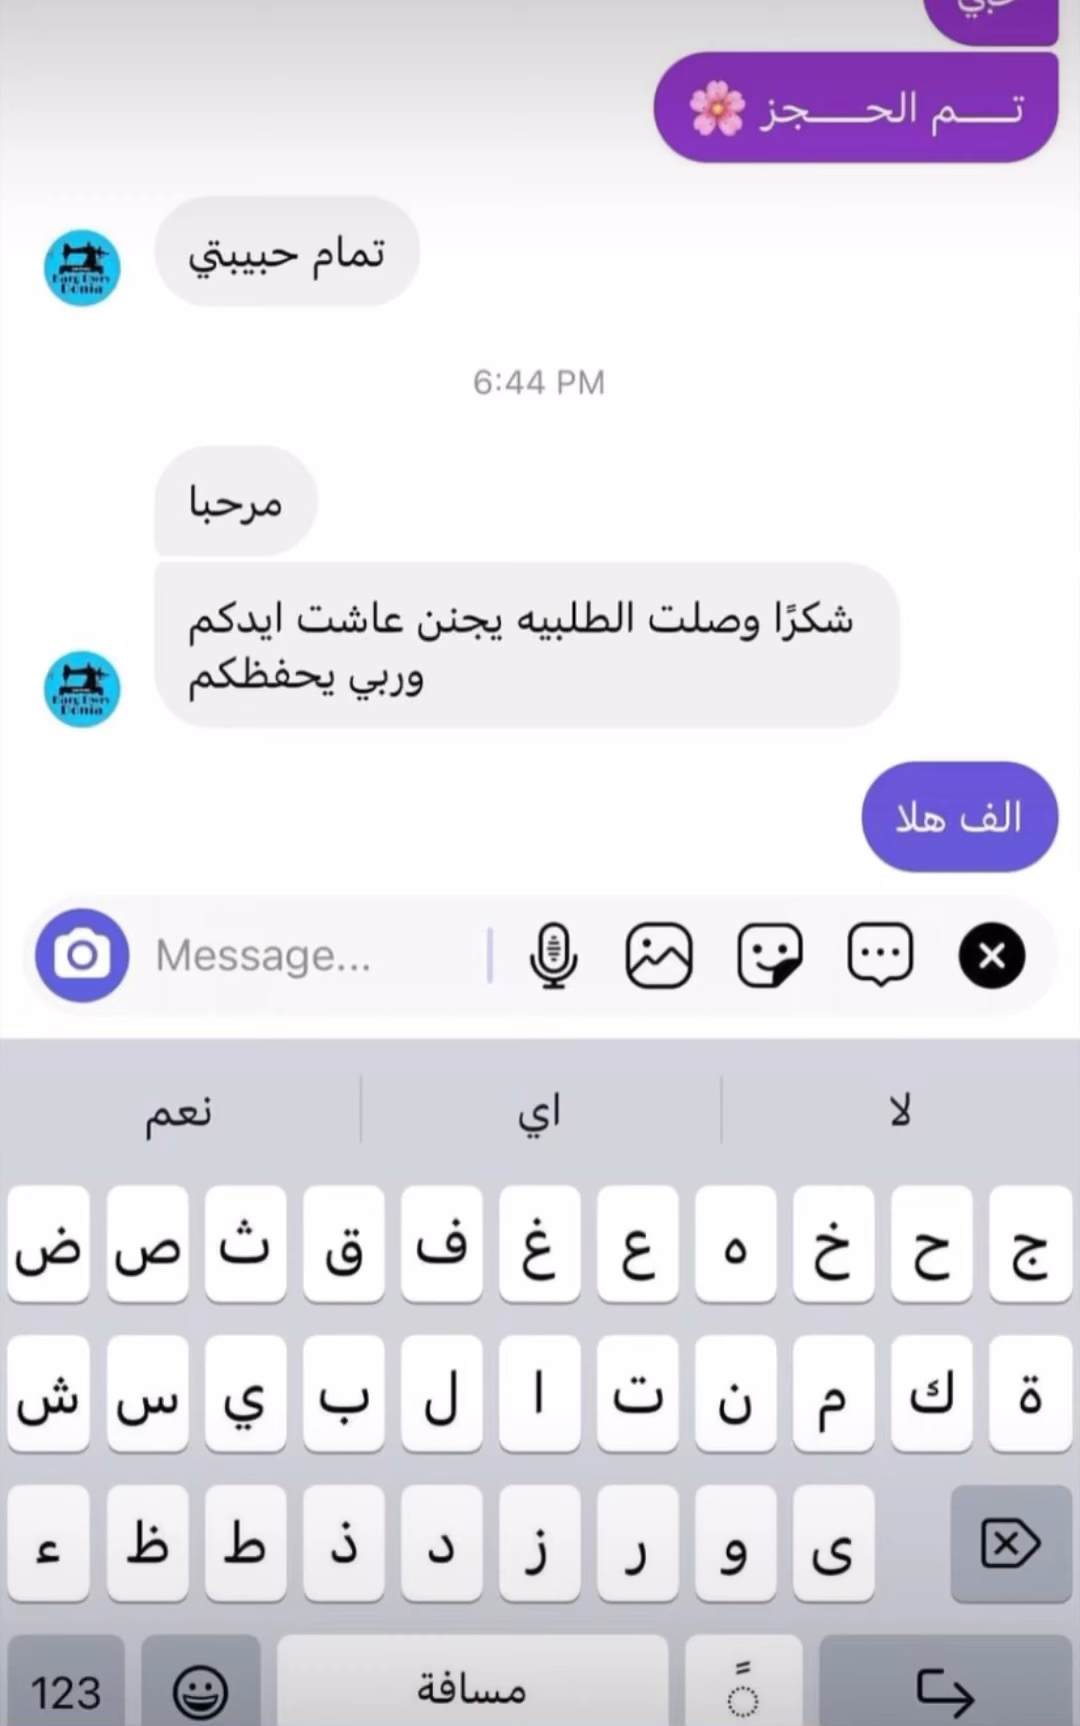 تـــم الحـــجز 🌸
تمام حبيبتي
6:44 PM
مرحبا
شكرًا وصلت الطلبيه يجنن عاشت ايدكم
وربي يحفظكم
الف هلا
Message...
نعم اي لا
ض ص ث ق ف غ ع ه خ ح ج
ش س ي ب ل ا ت ن م ك ة
ء ظ ط ذ د ز ر و ى
123 مسافة